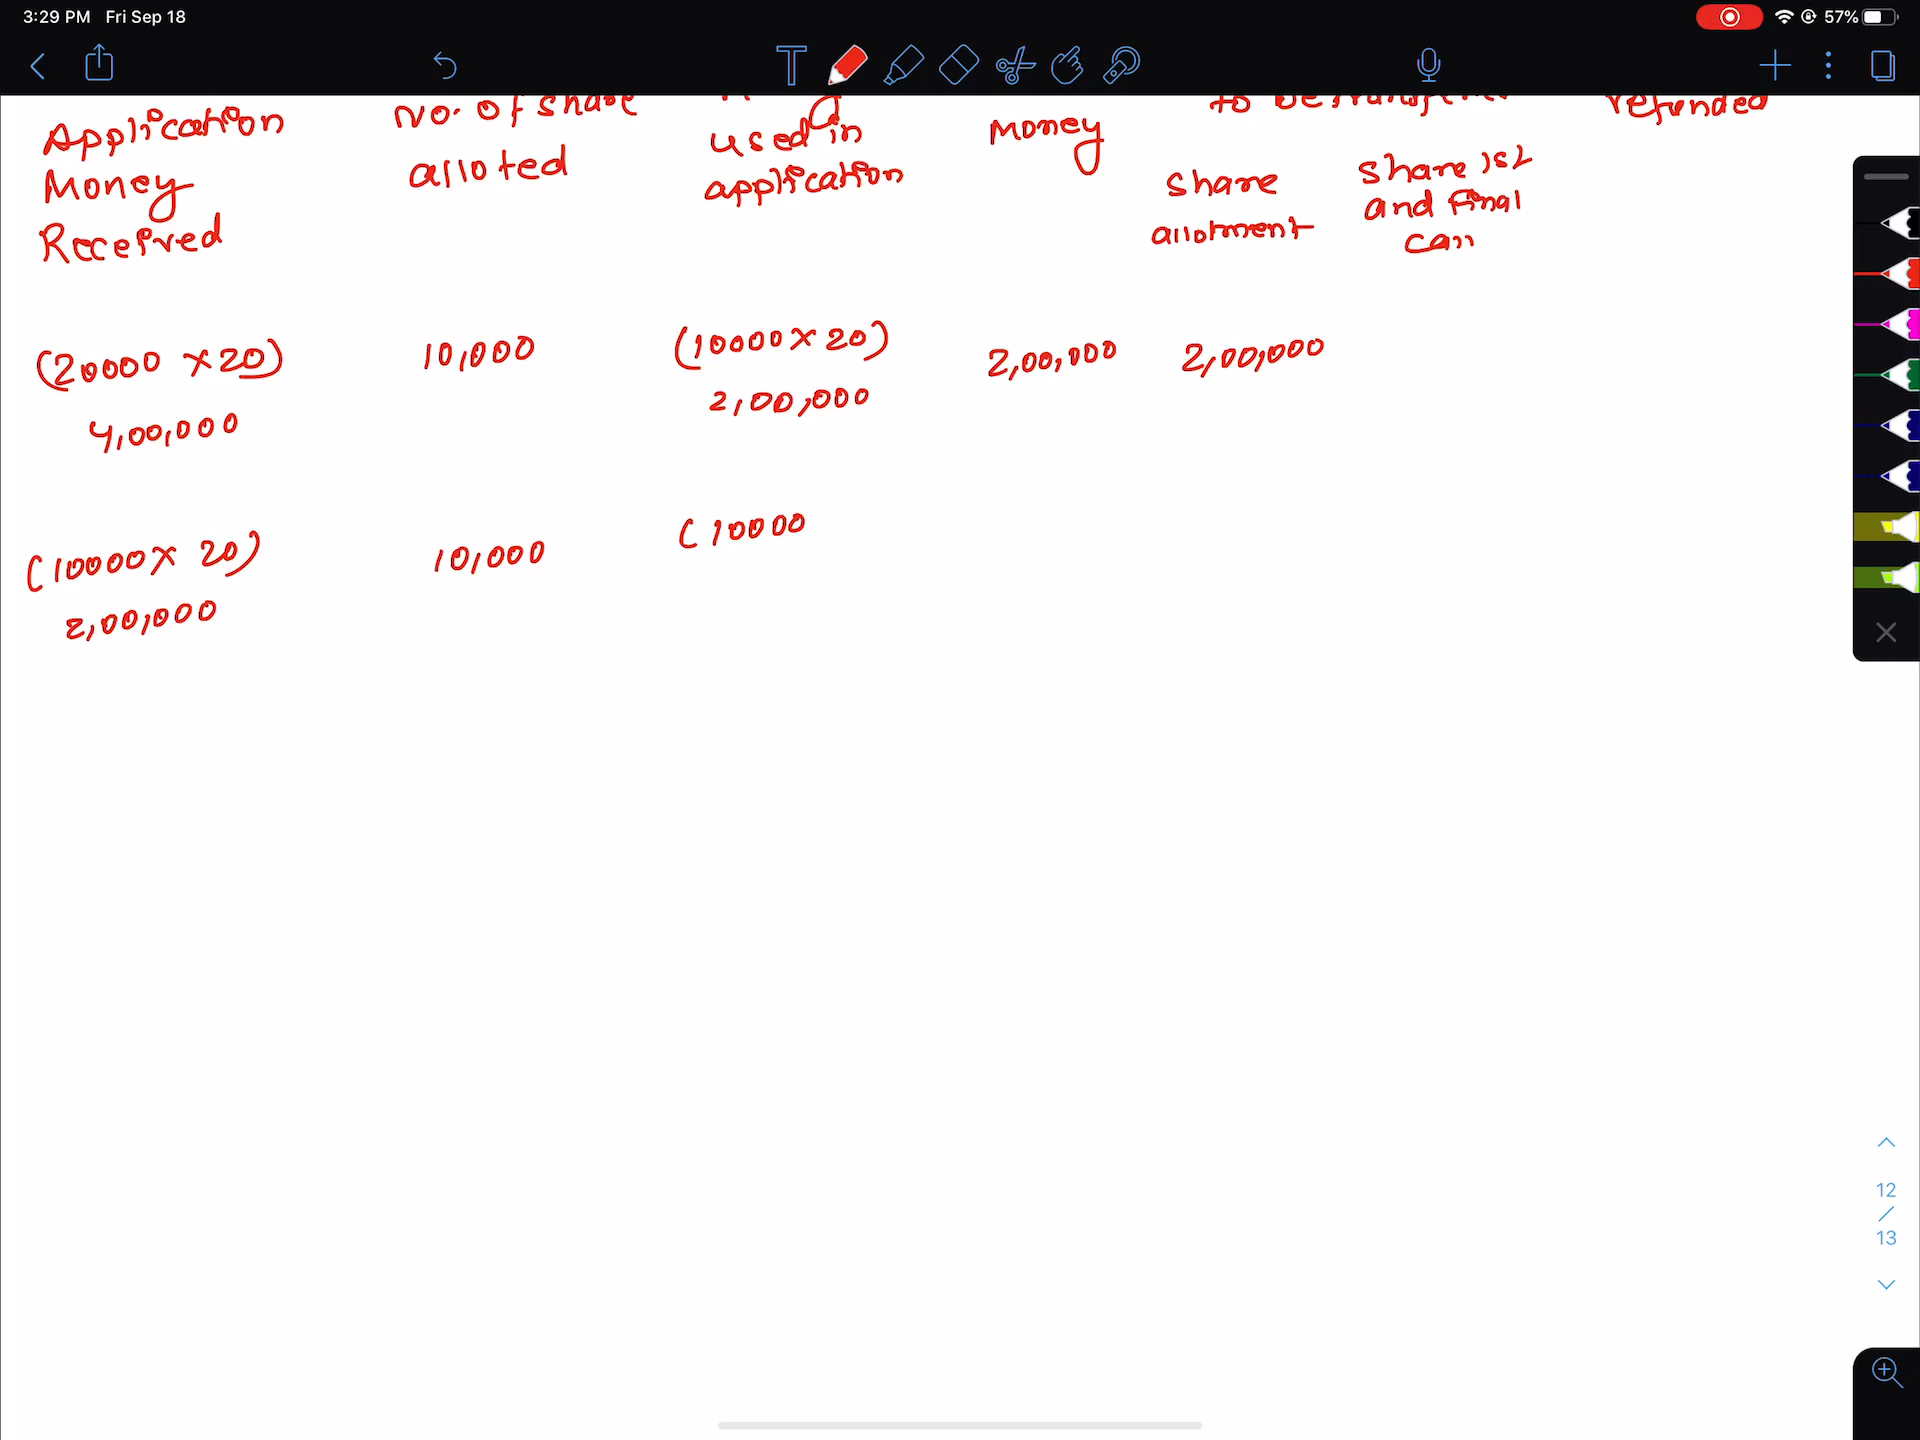 3:29 PM Fri Sep 18
57%
Application
Money
Received
No. of share
alloted
used in
application
Money
to be
refunded
share
allotment
share 1st
and final
call
(20000 × 20)
4,00,000
10,000
(10000 × 20)
2,00,000
2,00,000
2,00,000
(10000 × 20)
2,00,000
10,000
(10000
12
/
13